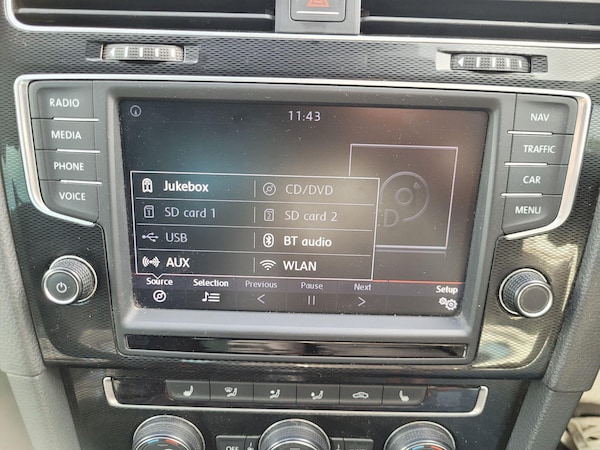 11:43
RADIO
MEDIA
PHONE
VOICE
NAV
TRAFFIC
CAR
MENU
Jukebox CD/DVD
SD card 1 SD card 2
USB BT audio
AUX WLAN
Source Selection Previous Pause Next Setup
OFF